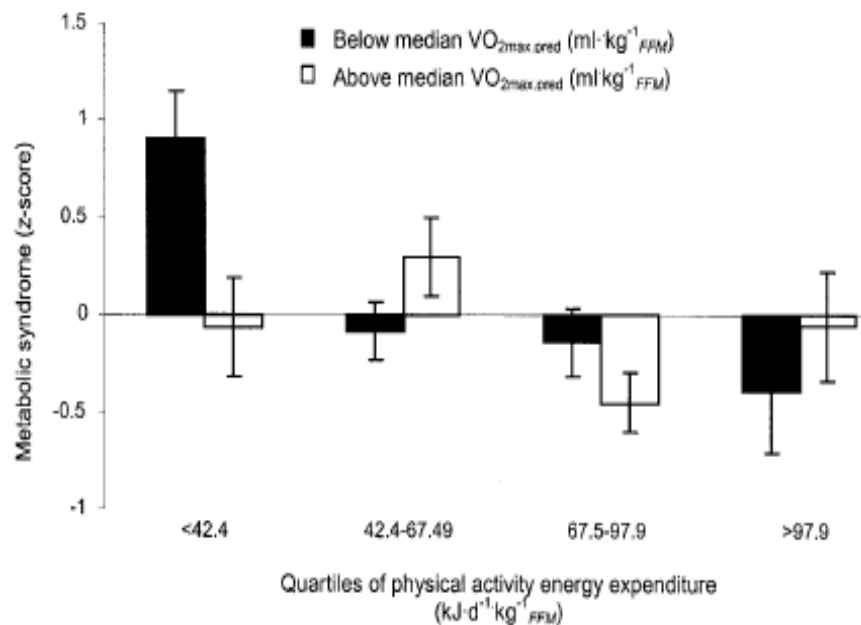 Below median VO2max.pred (ml·kg-1FFM)
Above median VO2max.pred (ml·kg-1FFM)
Metabolic syndrome (z-score)
1.5
1
0.5
0
-0.5
-1
<42.4 42.4-67.49 67.5-97.9 >97.9
Quartiles of physical activity energy expenditure
(kJ·d-1·kg-1FFM)